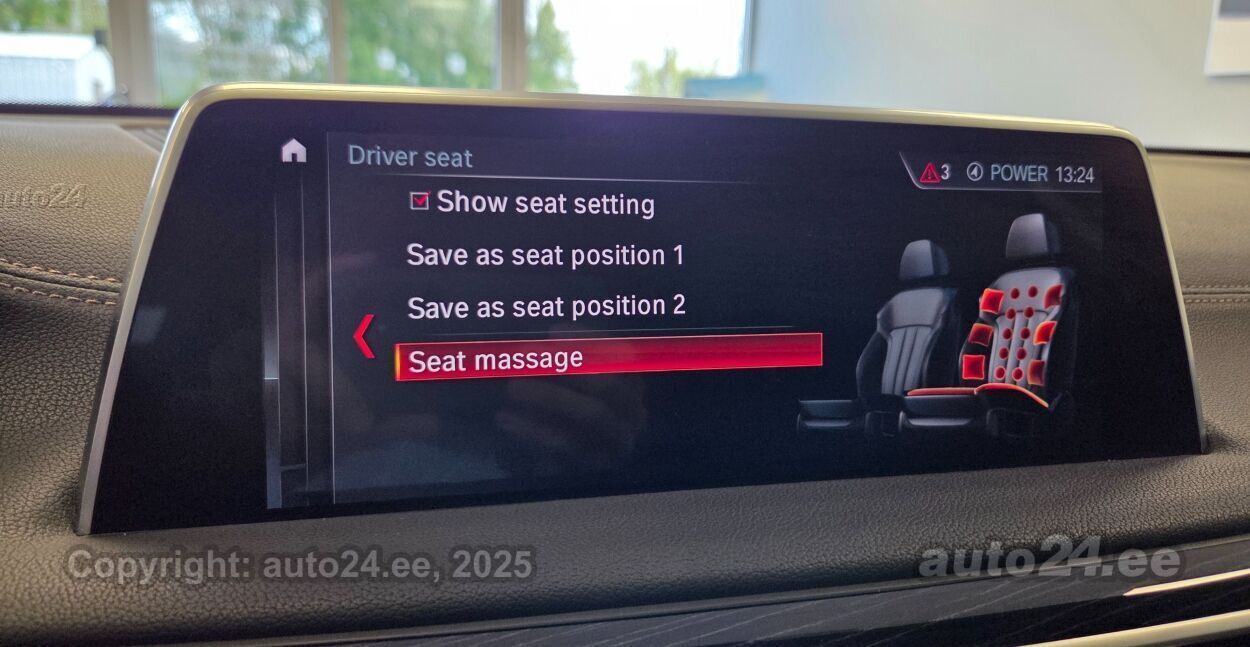 Driver seat
3 POWER 13:24
Show seat setting
Save as seat position 1
Save as seat position 2
Seat massage
auto24
Copyright: auto24.ee, 2025
auto24.ee